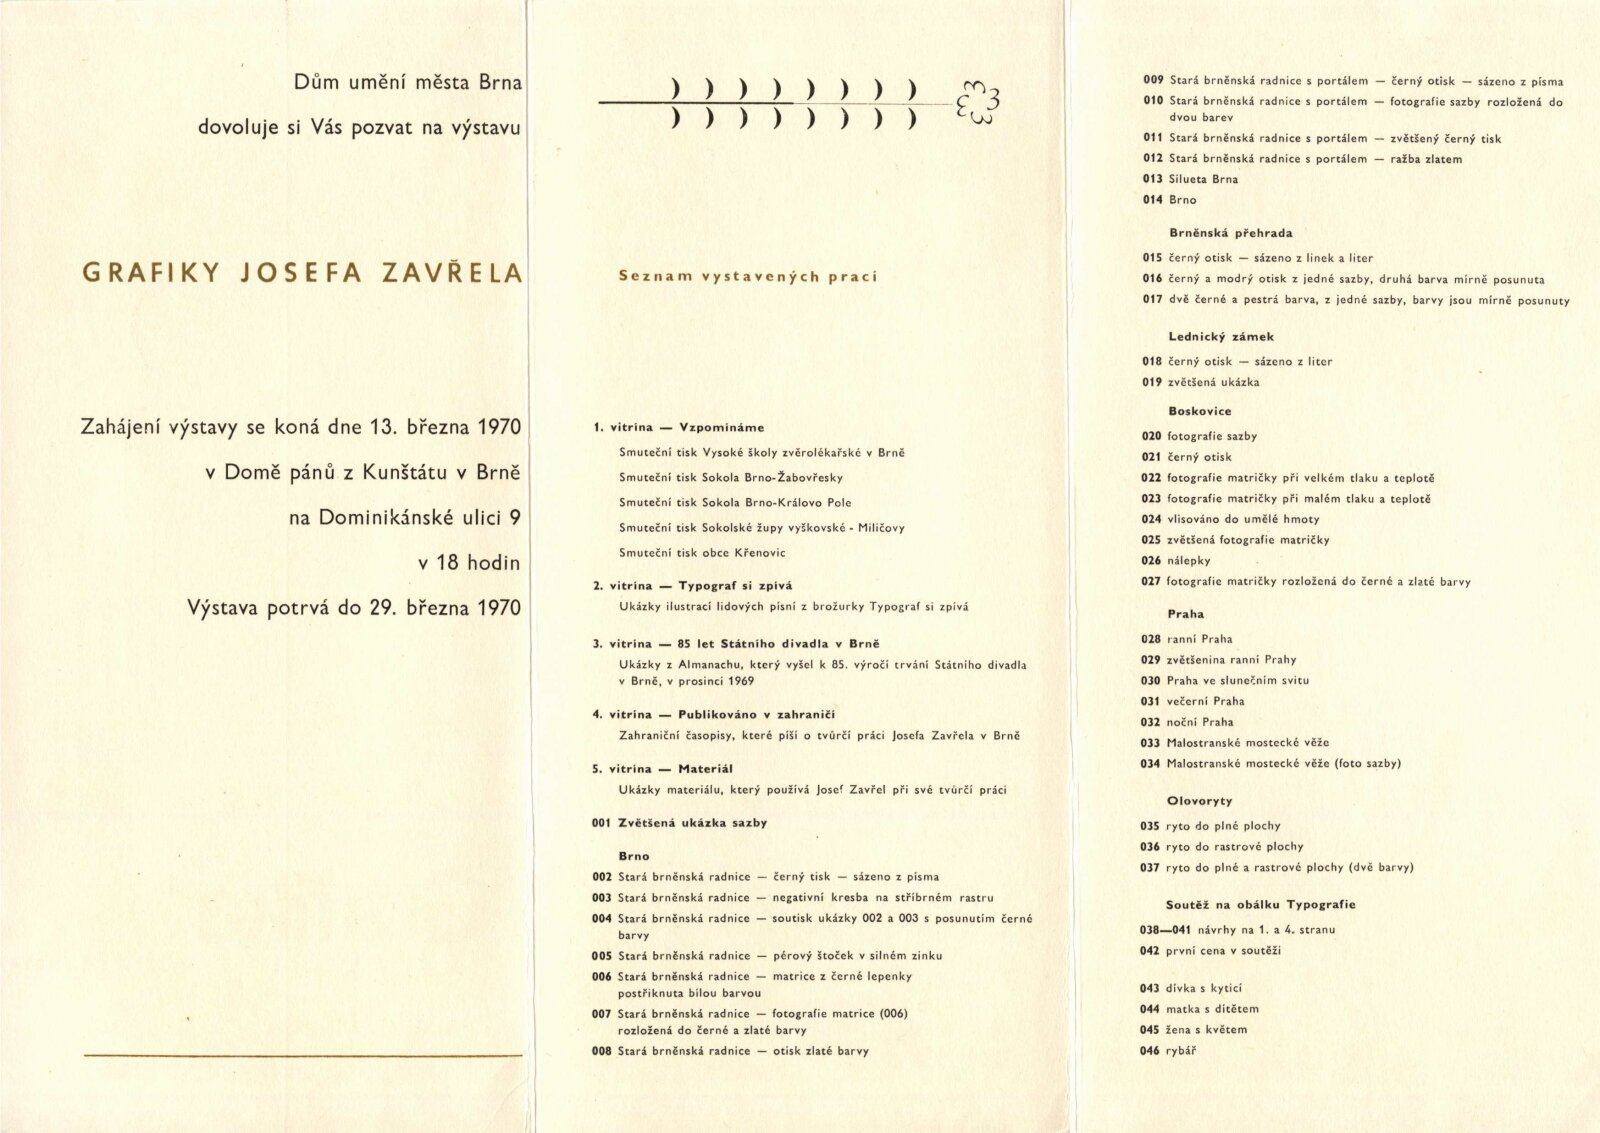 Dům umění města Brna
dovoluje si Vás pozvat na výstavu
GRAFIKY JOSEFA ZAVŘELA
Zahájení výstavy se koná dne 13. března 1970
v Domě pánů z Kunštátu v Brně
na Dominikánské ulici 9
v 18 hodin
Výstava potrvá do 29. března 1970
Seznam vystavených prací
1. vitrína — Vzpomínáme
Smuteční tisk Vysoké školy zvěrolékařské v Brně
Smuteční tisk Sokola Brno-Žabovřesky
Smuteční tisk Sokola Brno-Královo Pole
Smuteční tisk Sokolské župy vyškovské - Miličovy
Smuteční tisk obce Křenovic
2. vitrína — Typograf si zpívá
Ukázky ilustrací lidových písní z brožurky Typograf si zpívá
3. vitrína — 85 let Státního divadla v Brně
Ukázky z Almanachu, který vyšel k 85. výročí trvání Státního divadla
v Brně, v prosinci 1969
4. vitrína — Publikováno v zahraničí
Zahraniční časopisy, které píší o tvůrčí práci Josefa Zavřela v Brně
5. vitrína — Materiál
Ukázky materiálu, který používá Josef Zavřel při své tvůrčí práci
001 Zvětšená ukázka sazby
Brno
002 Stará brněnská radnice — černý tisk — sázeno z písma
003 Stará brněnská radnice — negativní kresba na stříbrném rastru
004 Stará brněnská radnice — soutisk ukázky 002 a 003 s posunutím černé
barvy
005 Stará brněnská radnice — pérový štoček v silném zinku
006 Stará brněnská radnice — matrice z černé lepenky
postříknuta bílou barvou
007 Stará brněnská radnice — fotografie matrice (006)
rozložená do černé a zlaté barvy
008 Stará brněnská radnice — otisk zlaté barvy
009 Stará brněnská radnice s portálem — černý otisk — sázeno z písma
010 Stará brněnská radnice s portálem — fotografie sazby rozložená do
dvou barev
011 Stará brněnská radnice s portálem — zvětšený černý tisk
012 Stará brněnská radnice s portálem — ražba zlatem
013 Silueta Brna
014 Brno
Brněnská přehrada
015 černý otisk — sázeno z linek a liter
016 černý a modrý otisk z jedné sazby, druhá barva mírně posunuta
017 dvě černé a pestrá barva, z jedné sazby, barvy jsou mírně posunuty
Lednický zámek
018 černý otisk — sázeno z liter
019 zvětšená ukázka
Boskovice
020 fotografie sazby
021 černý otisk
022 fotografie matričky při velkém tlaku a teplotě
023 fotografie matričky při malém tlaku a teplotě
024 vlisováno do umělé hmoty
025 zvětšená fotografie matričky
026 nálepky
027 fotografie matričky rozložená do černé a zlaté barvy
Praha
028 ranní Praha
029 zvětšenina ranní Prahy
030 Praha ve slunečním svitu
031 večerní Praha
032 noční Praha
033 Malostranské mostecké věže
034 Malostranské mostecké věže (foto sazby)
Olovoryty
035 ryto do plné plochy
036 ryto do rastrové plochy
037 ryto do plné a rastrové plochy (dvě barvy)
Soutěž na obálku Typografie
038—041 návrhy na 1. a 4. stranu
042 první cena v soutěži
043 dívka s kyticí
044 matka s dítětem
045 žena s květem
046 rybář